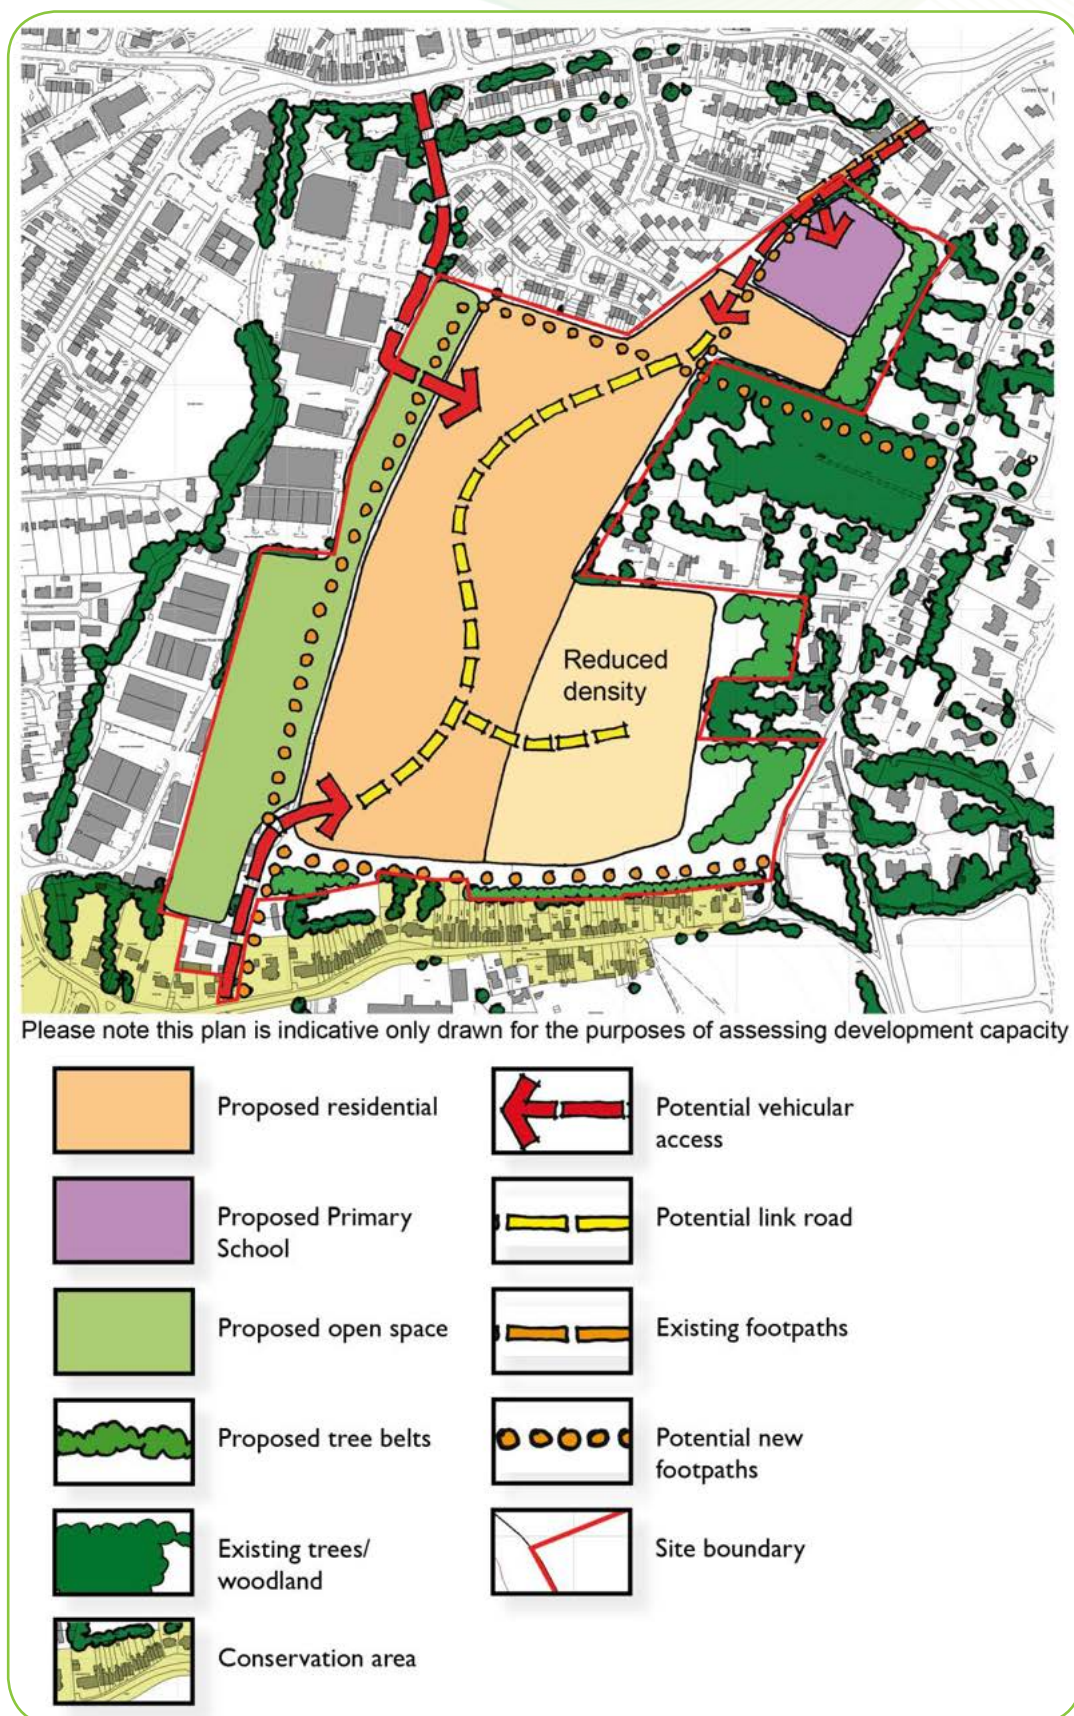 Reduced
density
Please note this plan is indicative only drawn for the purposes of assessing development capacity
Proposed residential
Proposed Primary
School
Proposed open space
Proposed tree belts
Existing trees/
woodland
Conservation area
Potential vehicular
access
Potential link road
Existing footpaths
Potential new
footpaths
Site boundary